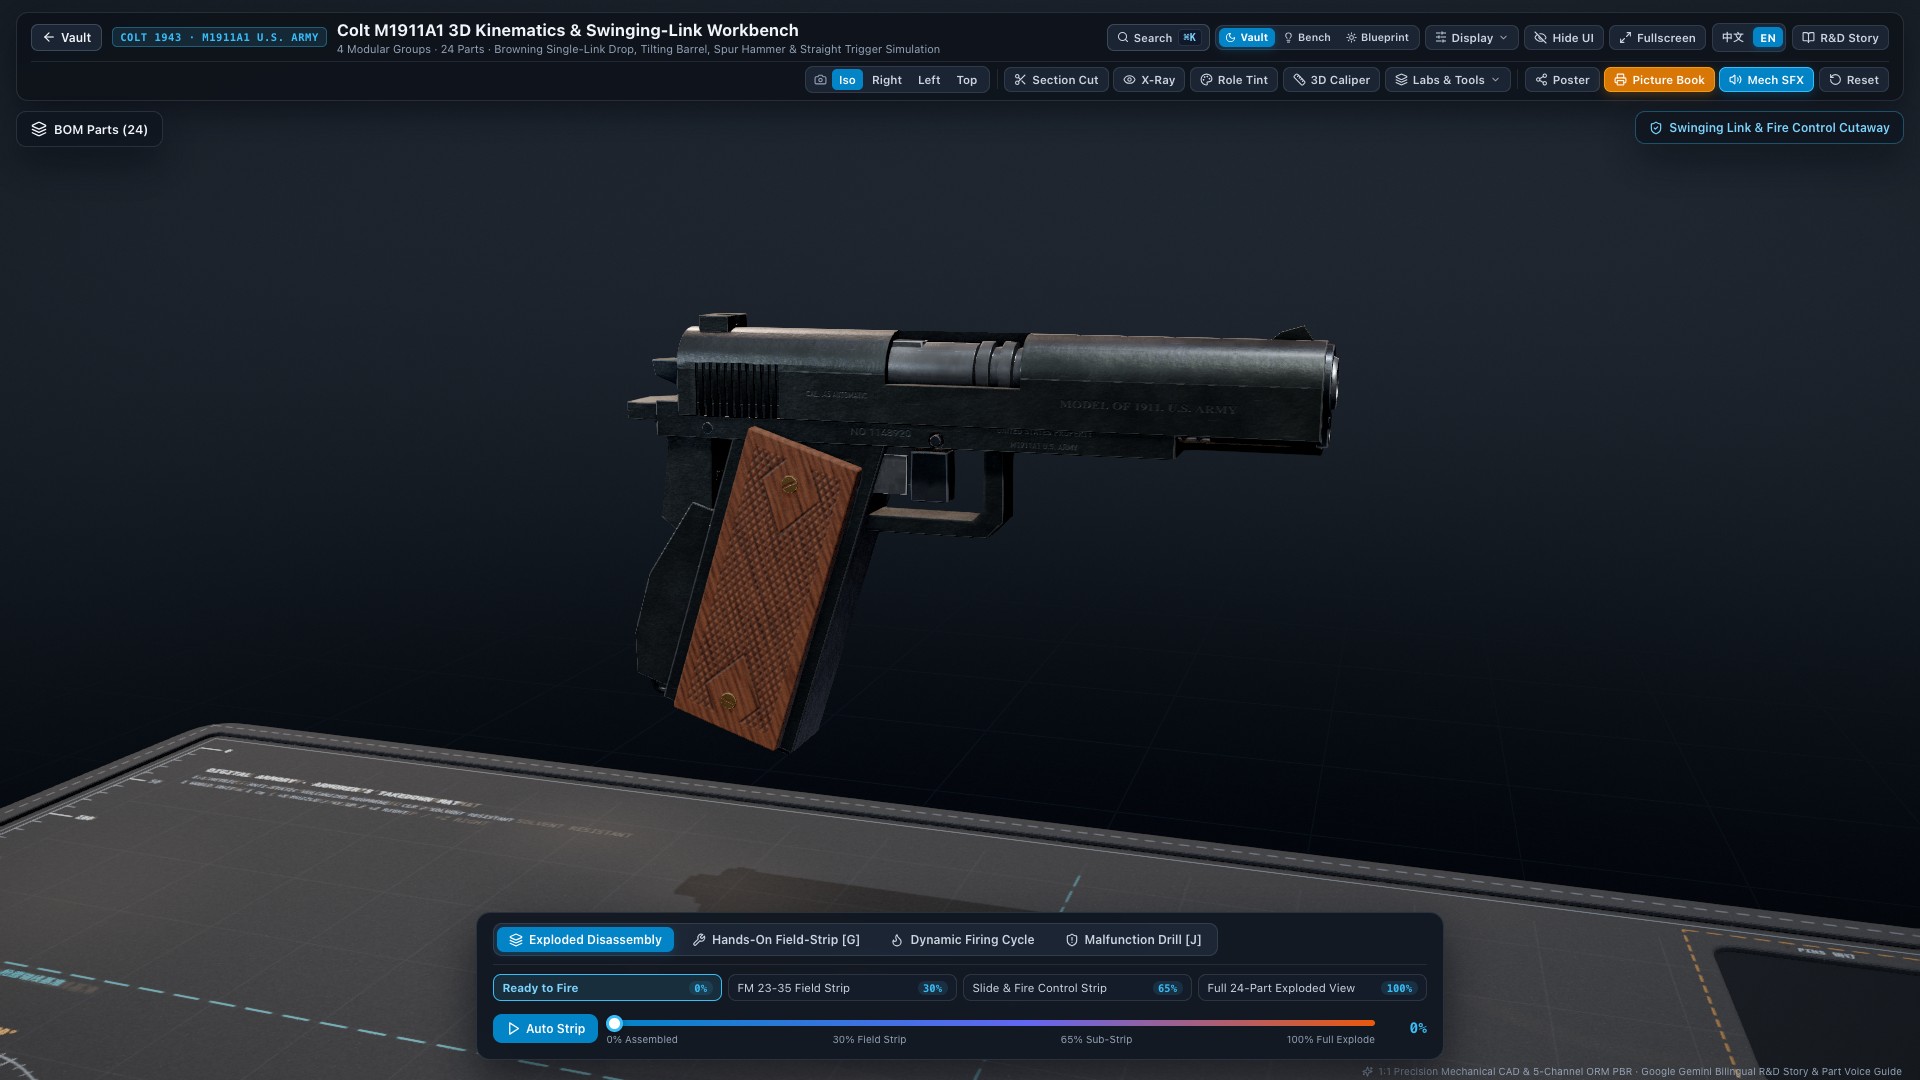 Vault
COLT 1943 · M1911A1 U.S. ARMY
Colt M1911A1 3D Kinematics & Swinging-Link Workbench
4 Modular Groups · 24 Parts · Browning Single-Link Drop, Tilting Barrel, Spur Hammer & Straight Trigger Simulation
Search ⌘K
Vault
Bench
Blueprint
Display
Hide UI
Fullscreen
中文
EN
R&D Story
Iso
Right
Left
Top
Section Cut
X-Ray
Role Tint
3D Caliper
Labs & Tools
Poster
Picture Book
Mech SFX
Reset
BOM Parts (24)
Swinging Link & Fire Control Cutaway
MODEL OF 1911. U.S. ARMY
DIGITAL ARMORY · ARMORER'S TAKEDOWN MAT
SOLVENT RESISTANT
Exploded Disassembly
Hands-On Field-Strip [G]
Dynamic Firing Cycle
Malfunction Drill [J]
Ready to Fire 0%
FM 23-35 Field Strip 30%
Slide & Fire Control Strip 65%
Full 24-Part Exploded View 100%
Auto Strip
0%
0% Assembled
30% Field Strip
65% Sub-Strip
100% Full Explode
1:1 Precision Mechanical CAD & 5-Channel ORM PBR · Google Gemini Bilingual R&D Story & Part Voice Guide